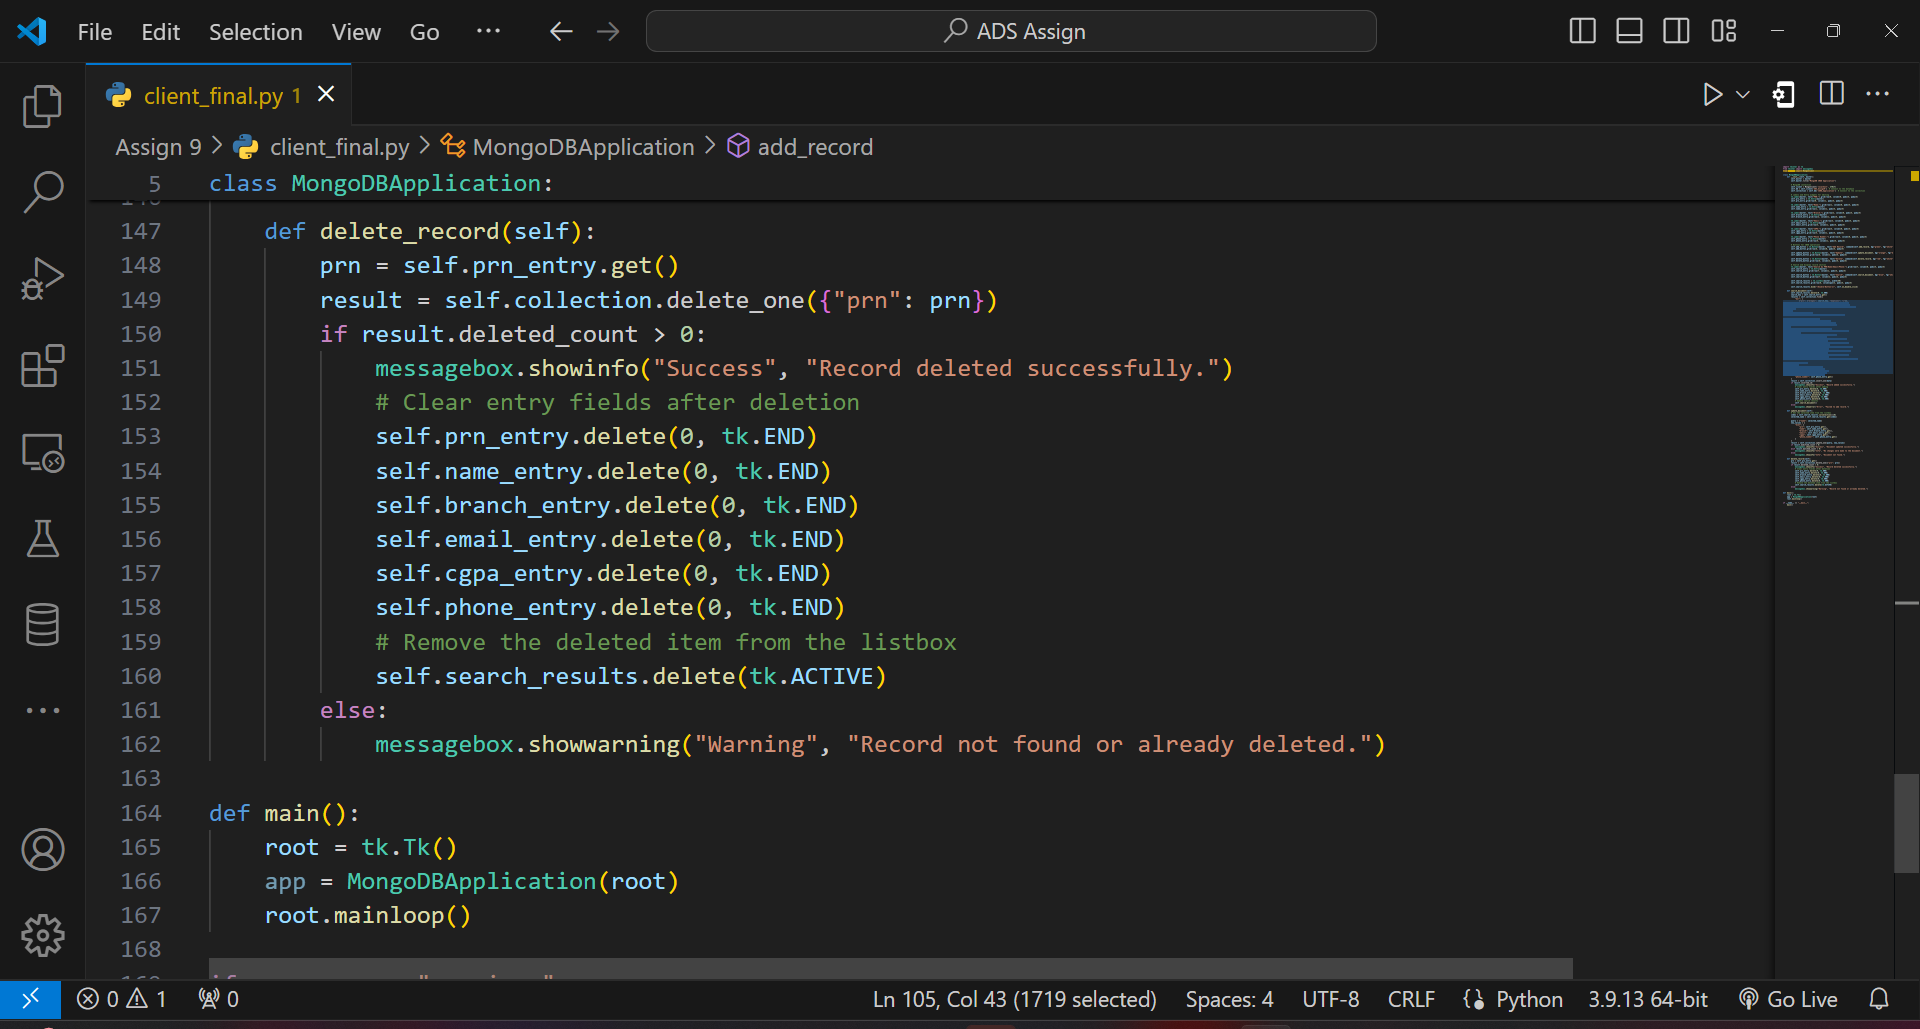 File Edit Selection View Go ··· ADS Assign
client_final.py 1
Assign 9 > client_final.py > MongoDBApplication > add_record
5 class MongoDBApplication:
147 def delete_record(self):
148 prn = self.prn_entry.get()
149 result = self.collection.delete_one({"prn": prn})
150 if result.deleted_count > 0:
151 messagebox.showinfo("Success", "Record deleted successfully.")
152 # Clear entry fields after deletion
153 self.prn_entry.delete(0, tk.END)
154 self.name_entry.delete(0, tk.END)
155 self.branch_entry.delete(0, tk.END)
156 self.email_entry.delete(0, tk.END)
157 self.cgpa_entry.delete(0, tk.END)
158 self.phone_entry.delete(0, tk.END)
159 # Remove the deleted item from the listbox
160 self.search_results.delete(tk.ACTIVE)
161 else:
162 messagebox.showwarning("Warning", "Record not found or already deleted.")
163
164 def main():
165 root = tk.Tk()
166 app = MongoDBApplication(root)
167 root.mainloop()
168
0 1 0 Ln 105, Col 43 (1719 selected) Spaces: 4 UTF-8 CRLF Python 3.9.13 64-bit Go Live